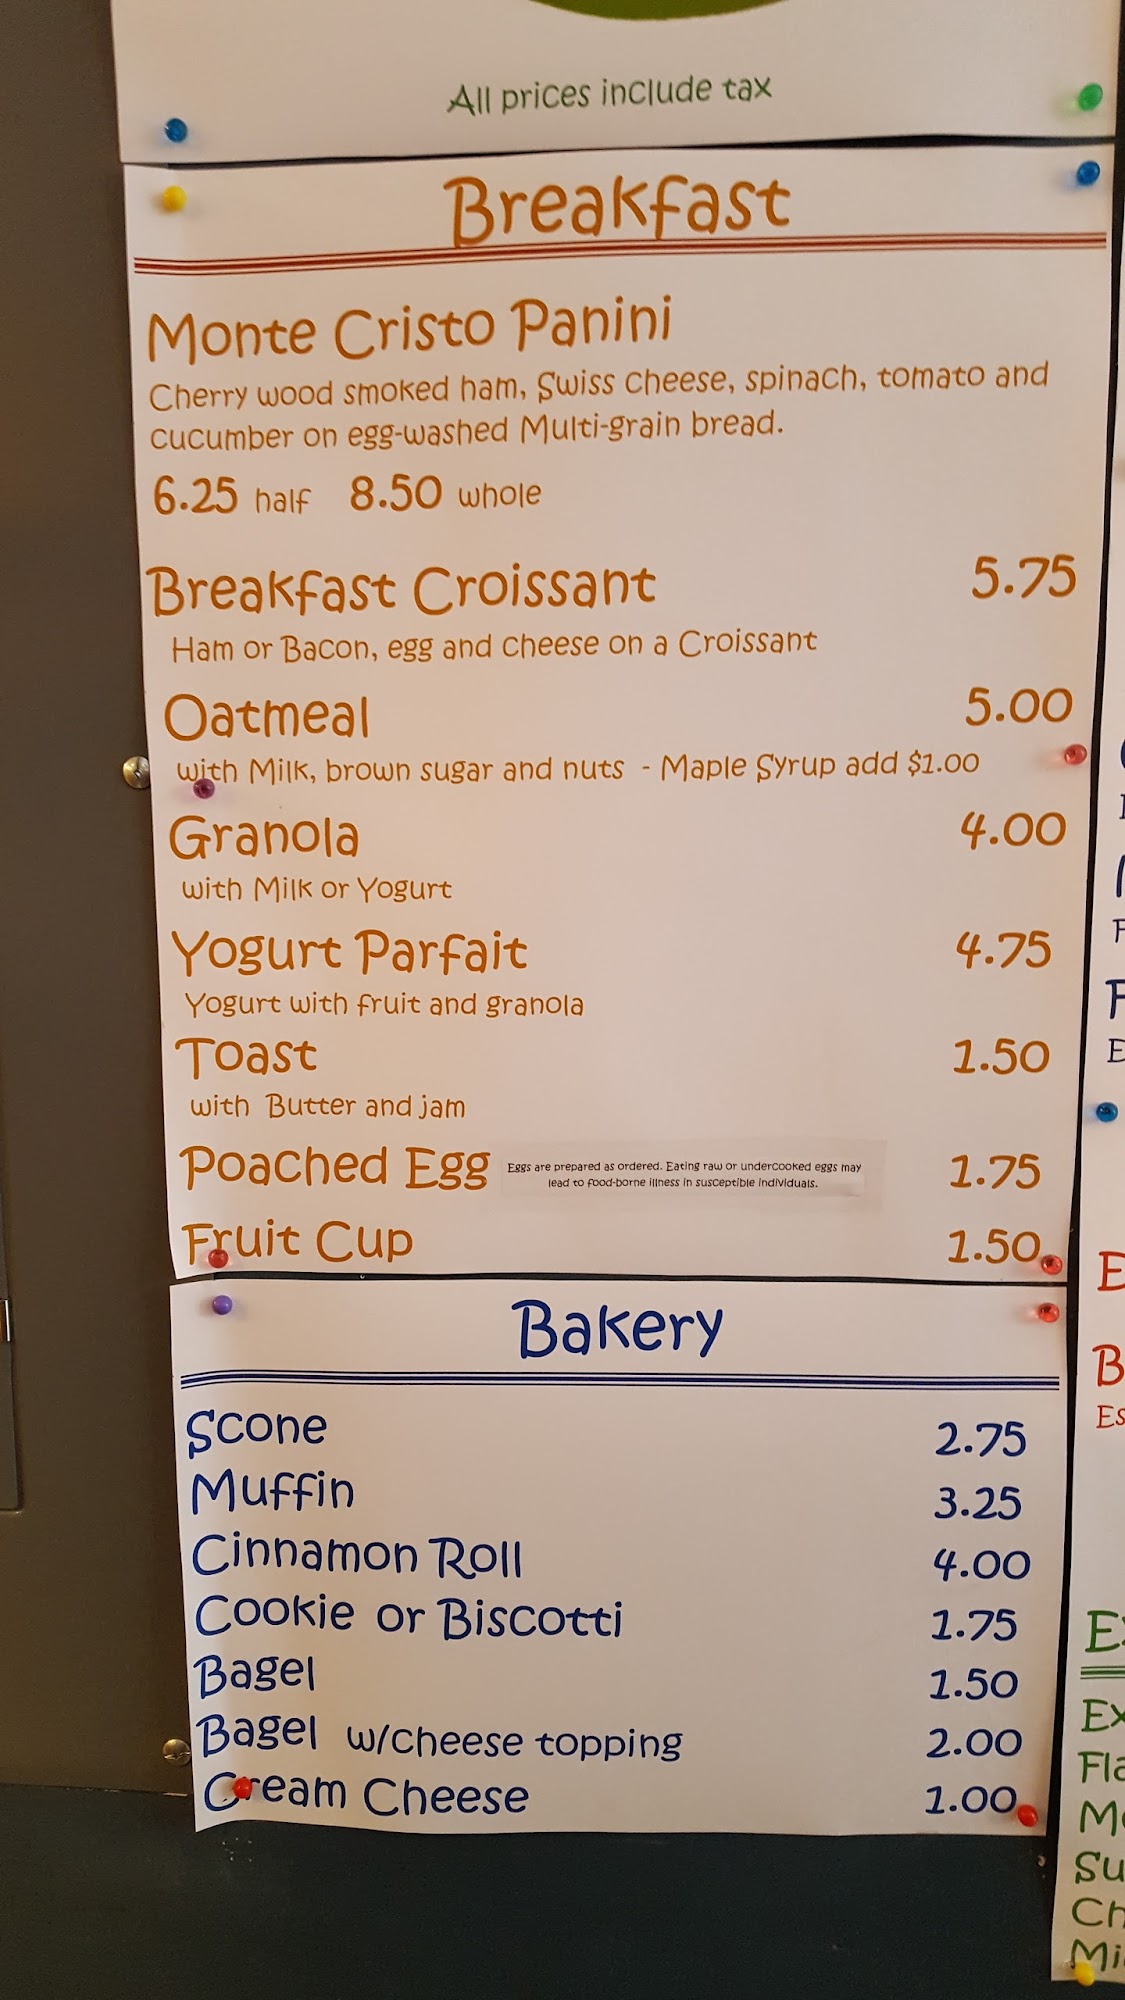 All prices include tax
Breakfast
Monte Cristo Panini
Cherry wood smoked ham, Swiss cheese, spinach, tomato and
cucumber on egg-washed Multi-grain bread.
6.25 half 8.50 whole
Breakfast Croissant 5.75
Ham or Bacon, egg and cheese on a Croissant
Oatmeal 5.00
with Milk, brown sugar and nuts - Maple Syrup add $1.00
Granola 4.00
with Milk or Yogurt
Yogurt Parfait 4.75
Yogurt with fruit and granola
Toast 1.50
with Butter and jam
Poached Egg 1.75
Eggs are prepared as ordered. Eating raw or undercooked eggs may
lead to food-borne illness in susceptible individuals.
Fruit Cup 1.50
Bakery
Scone 2.75
Muffin 3.25
Cinnamon Roll 4.00
Cookie or Biscotti 1.75
Bagel 1.50
Bagel w/cheese topping 2.00
Cream Cheese 1.00